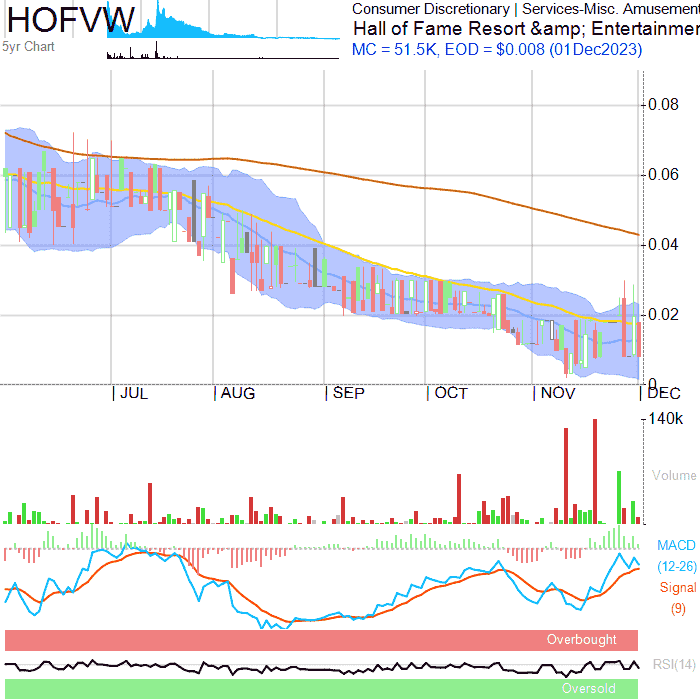 HOFVW
5yr Chart
Consumer Discretionary | Services-Misc. Amusement
Hall of Fame Resort &amp; Entertainmen
MC = 51.5K, EOD = $0.008 (01Dec2023)
0.08
0.06
0.04
0.02
0
JUL AUG SEP OCT NOV DEC
140k
Volume
MACD
(12-26)
Signal
(9)
Overbought
RSI(14)
Oversold